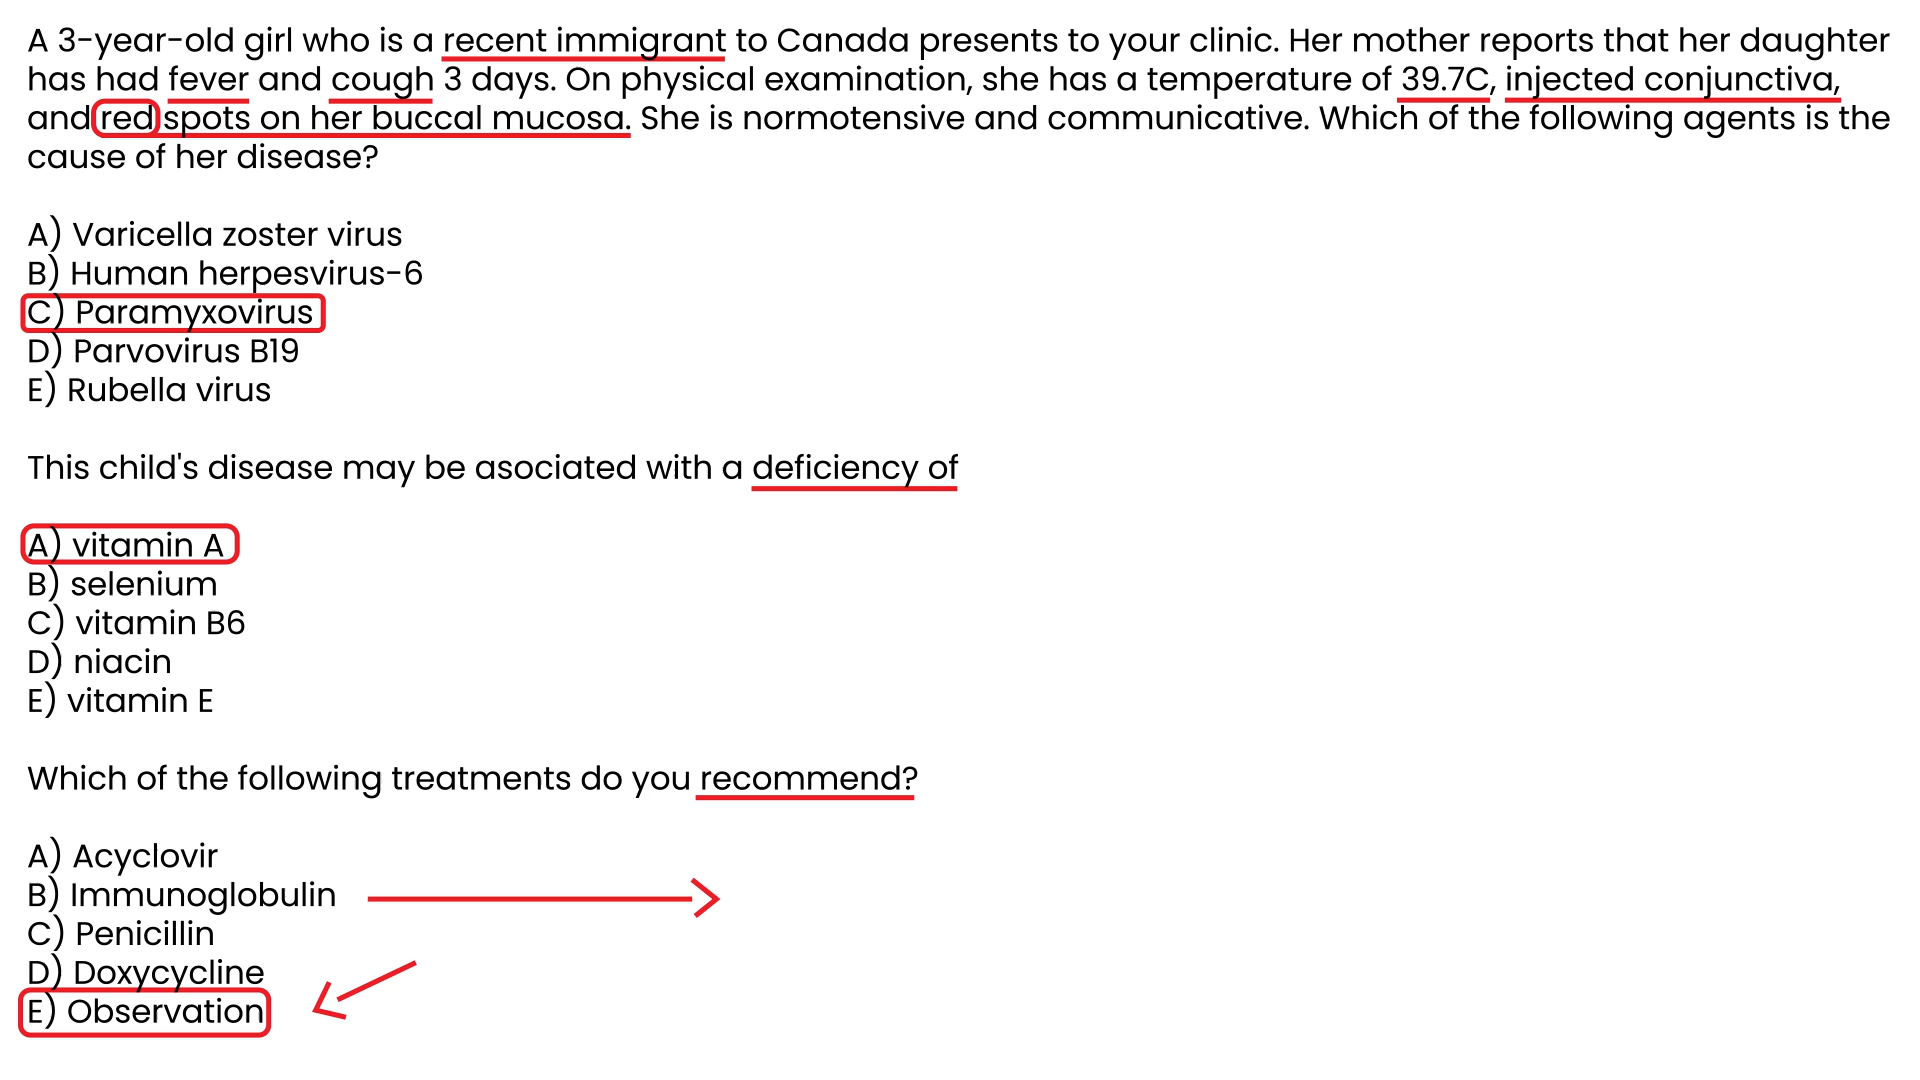 A 3-year-old girl who is a recent immigrant to Canada presents to your clinic. Her mother reports that her daughter
has had fever and cough 3 days. On physical examination, she has a temperature of 39.7C, injected conjunctiva,
and red spots on her buccal mucosa. She is normotensive and communicative. Which of the following agents is the
cause of her disease?
A) Varicella zoster virus
B) Human herpesvirus-6
C) Paramyxovirus
D) Parvovirus B19
E) Rubella virus
This child's disease may be asociated with a deficiency of
A) vitamin A
B) selenium
C) vitamin B6
D) niacin
E) vitamin E
Which of the following treatments do you recommend?
A) Acyclovir
B) Immunoglobulin
C) Penicillin
D) Doxycycline
E) Observation